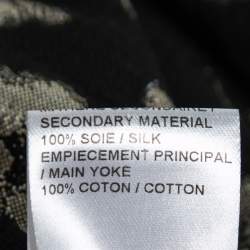 SECONDARY MATERIAL
100% SOIE / SILK
EMPIECEMENT PRINCIPAL
/ MAIN YOKE
100% COTON / COTTON